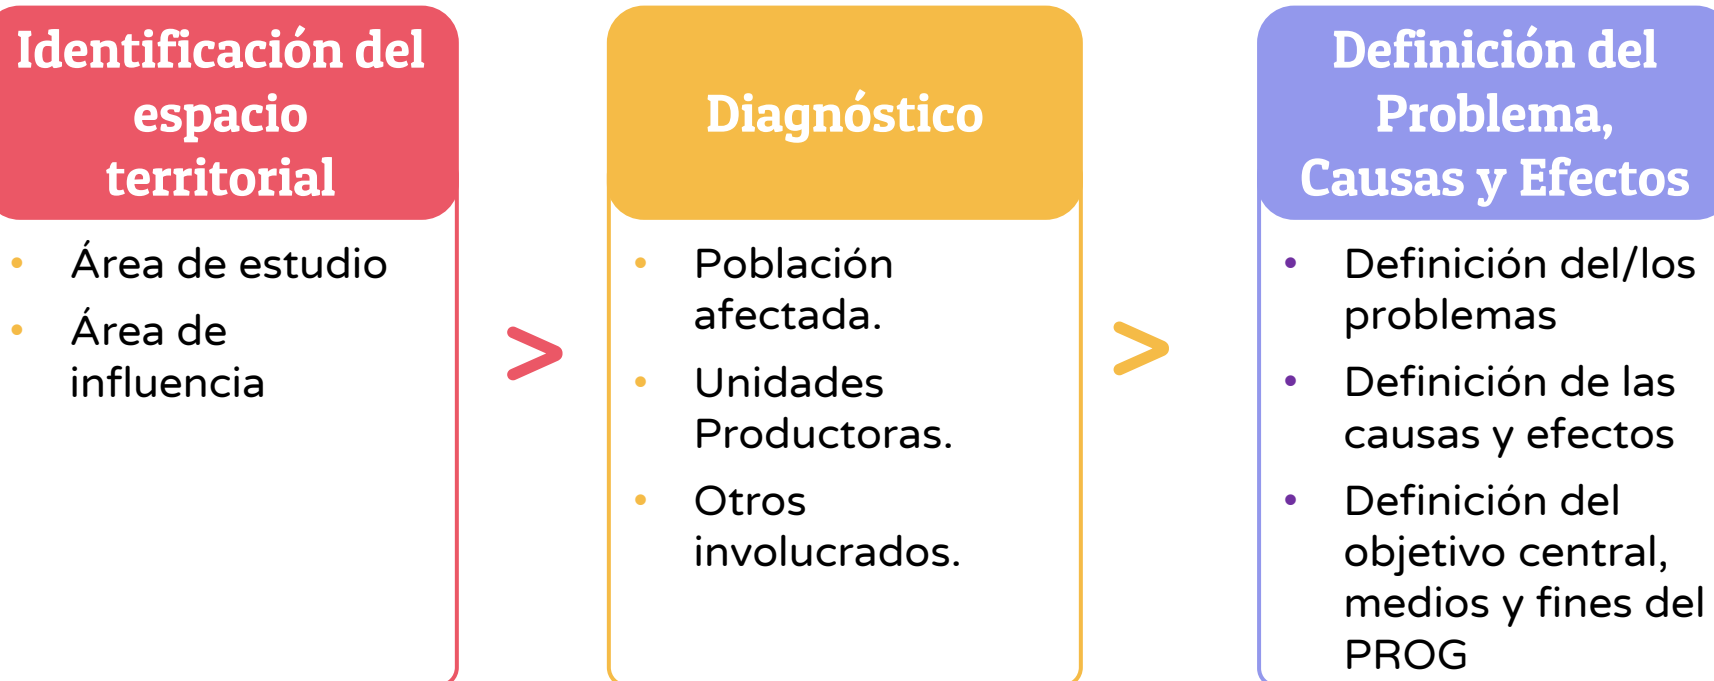 Identificación del
espacio
territorial
• Área de estudio
• Área de
influencia
>
Diagnóstico
• Población
afectada.
• Unidades
Productoras.
• Otros
involucrados.
>
Definición del
Problema,
Causas y Efectos
• Definición del/los
problemas
• Definición de las
causas y efectos
• Definición del
objetivo central,
medios y fines del
PROG